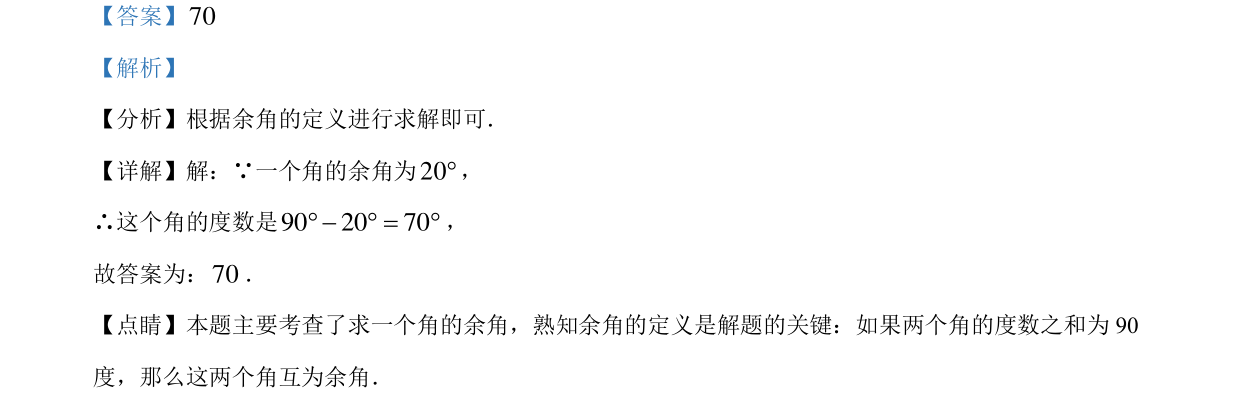 【答案】70
【解析】
【分析】根据余角的定义进行求解即可．
【详解】解：∵一个角的余角为20°，
∴这个角的度数是90°－20°＝70°，
故答案为：70．
【点睛】本题主要考查了求一个角的余角，熟知余角的定义是解题的关键：如果两个角的度数之和为 90
度，那么这两个角互为余角．